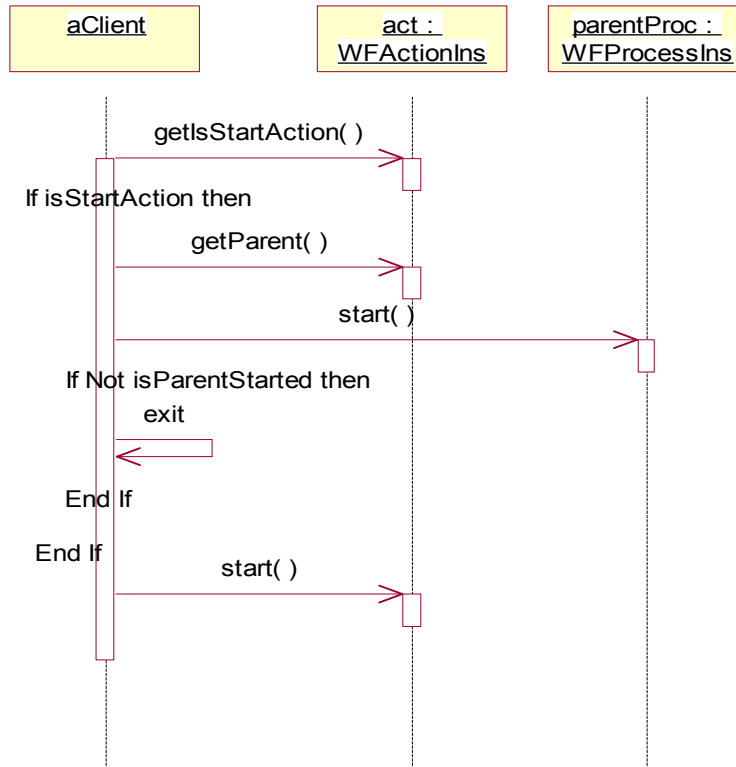 aClient
act :
WFActionIns
parentProc :
WFProcessIns
getIsStartAction( )
If isStartAction then
getParent( )
start( )
If Not isParentStarted then
exit
End If
End If
start( )